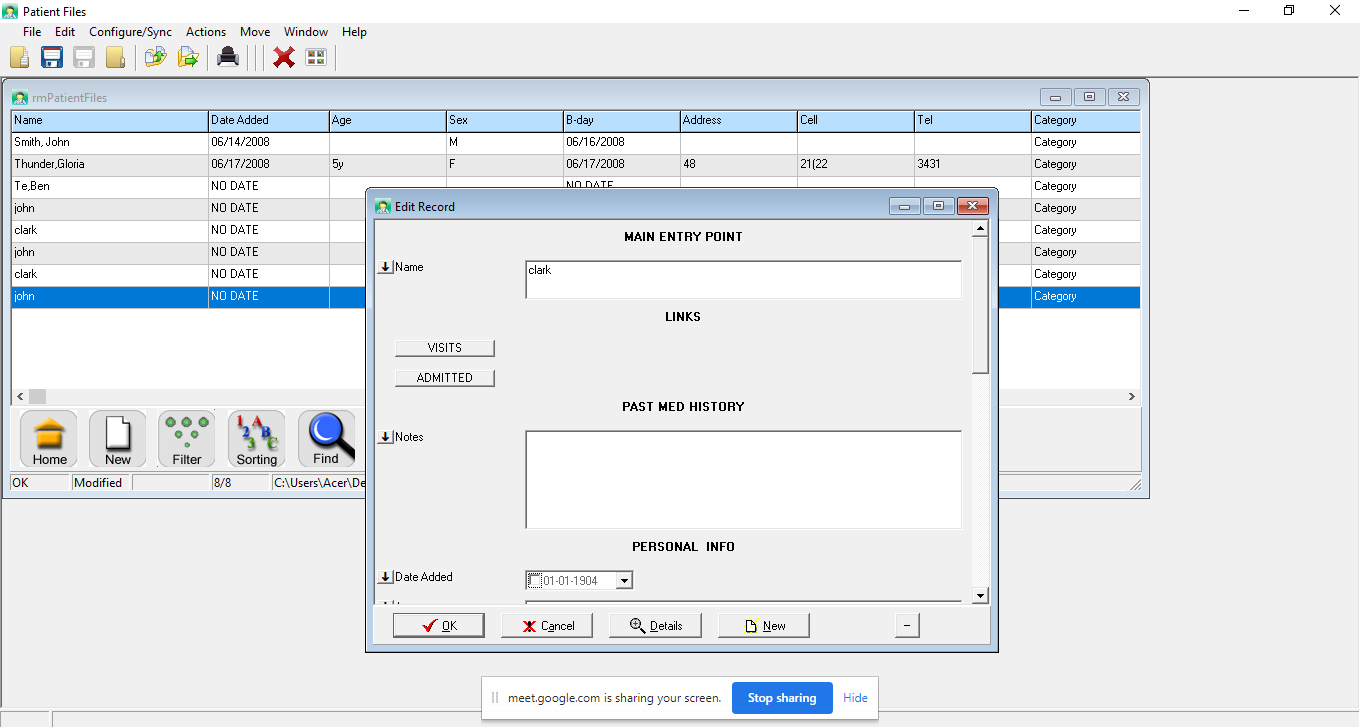 Patient Files
File Edit Configure/Sync Actions Move Window Help
rmPatientFiles
Name Date Added Age Sex B-day Address Cell Tel Category
Smith, John 06/14/2008 M 06/16/2008 Category
Thunder,Gloria 06/17/2008 5y F 06/17/2008 48 21(22 3431 Category
Te,Ben NO DATE NO DATE Category
john NO DATE Category
clark NO DATE Category
john NO DATE Category
clark NO DATE Category
john NO DATE Category
Edit Record
MAIN ENTRY POINT
Name clark
LINKS
VISITS
ADMITTED
PAST MED HISTORY
Notes
PERSONAL INFO
Date Added 01-01-1904
OK Cancel Details New –
Home New Filter Sorting Find
OK Modified 8/8 C:\Users\Acer\De
meet.google.com is sharing your screen. Stop sharing Hide